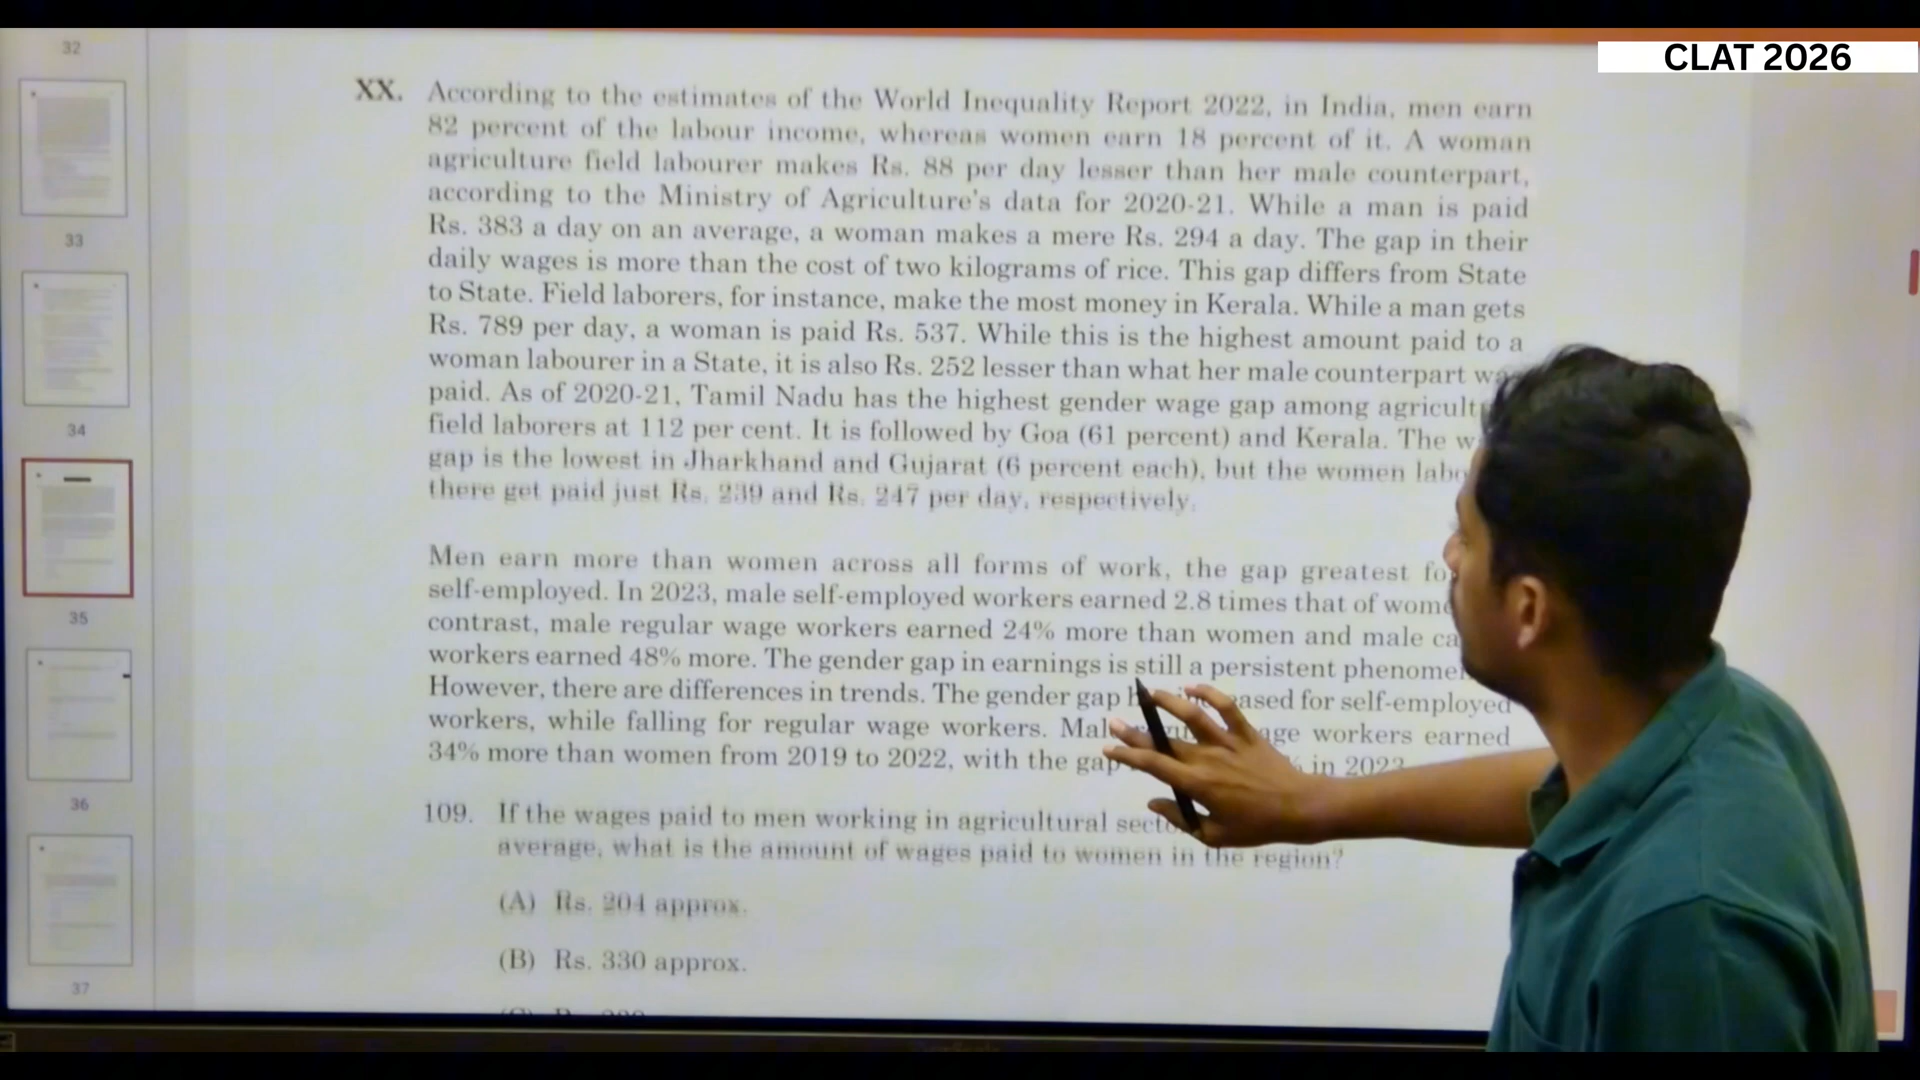 CLAT 2026
32
XX. According to the estimates of the World Inequality Report 2022, in India, men earn
82 percent of the labour income, whereas women earn 18 percent of it. A woman
agriculture field labourer makes Rs. 88 per day lesser than her male counterpart,
according to the Ministry of Agriculture's data for 2020-21. While a man is paid
Rs. 383 a day on an average, a woman makes a mere Rs. 294 a day. The gap in their
daily wages is more than the cost of two kilograms of rice. This gap differs from State
to State. Field laborers, for instance, make the most money in Kerala. While a man gets
Rs. 789 per day, a woman is paid Rs. 537. While this is the highest amount paid to a
woman labourer in a State, it is also Rs. 252 lesser than what her male counterpart
paid. As of 2020-21, Tamil Nadu has the highest gender wage gap among
field laborers at 112 per cent. It is followed by Goa (61 percent) and Kerala. The
gap is the lowest in Jharkhand and Gujarat (6 percent each), but the women
there get paid just Rs. 239 and Rs. 247 per day, respectively.
Men earn more than women across all forms of work, the gap greatest
self-employed. In 2023, male self-employed workers earned 2.8 times that of
contrast, male regular wage workers earned 24% more than women and male
workers earned 48% more. The gender gap in earnings is still a persistent
However, there are differences in trends. The gender gap for self-employed
workers, while falling for regular wage workers. workers earned
34% more than women from 2019 to 2022, with the gap in 2023
109. If the wages paid to men working in agricultural
average, what is the amount of wages paid to women in the region?
(A) Rs. 204 approx.
(B) Rs. 330 approx.
33
34
35
36
37